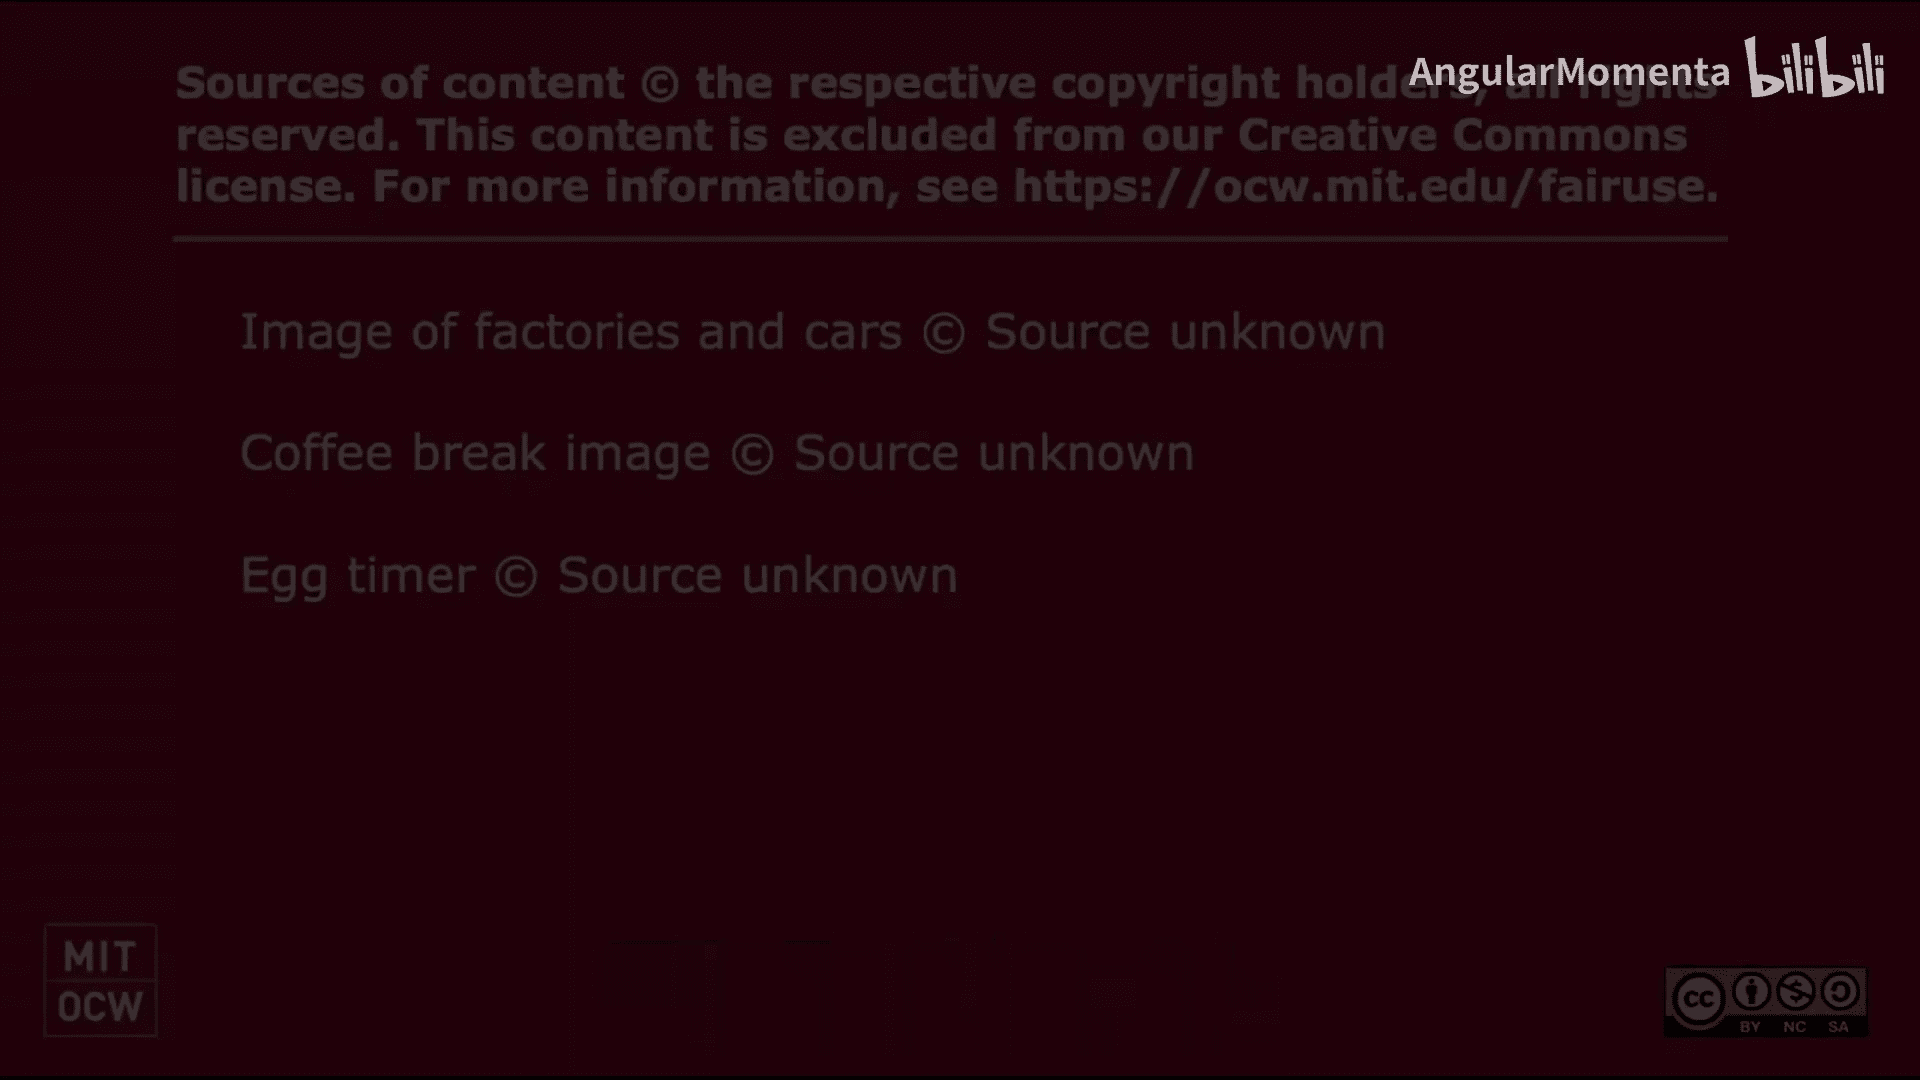 AngularMomenta bilibili
Sources of content © the respective copyright holders, all rights
reserved. This content is excluded from our Creative Commons
license. For more information, see https://ocw.mit.edu/fairuse.
Image of factories and cars © Source unknown
Coffee break image © Source unknown
Egg timer © Source unknown
MIT
OCW
cc
BY NC SA